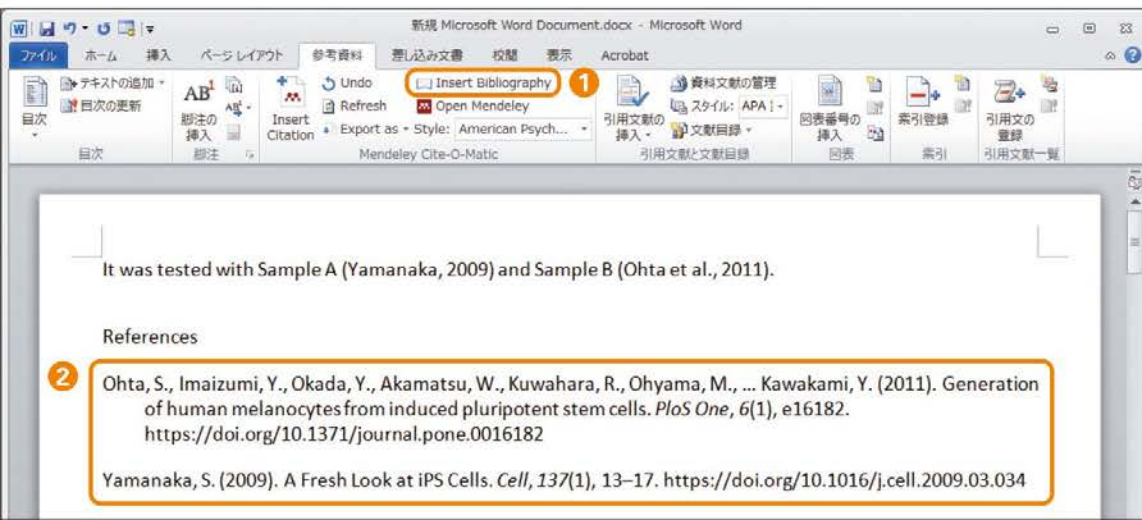 新規 Microsoft Word Document.docx - Microsoft Word
ファイル ホーム 挿入 ページ レイアウト 参考資料 差し込み文書 校閲 表示 Acrobat
目次
テキストの追加
目次の更新
目次
AB¹
脚注の
挿入
脚注
Insert
Citation
Undo
Refresh
Export as
Insert Bibliography
1
Open Mendeley
Style: American Psych...
Mendeley Cite-O-Matic
引用文献の
挿入
資料文献の管理
スタイル: APA
文献目録
引用文献と文献目録
図表番号の
挿入
図表
索引登録
索引
引用文の
登録
引用文献一覧
It was tested with Sample A (Yamanaka, 2009) and Sample B (Ohta et al., 2011).
References
2
Ohta, S., Imaizumi, Y., Okada, Y., Akamatsu, W., Kuwahara, R., Ohyama, M., ... Kawakami, Y. (2011). Generation
of human melanocytes from induced pluripotent stem cells. PloS One, 6(1), e16182.
https://doi.org/10.1371/journal.pone.0016182
Yamanaka, S. (2009). A Fresh Look at iPS Cells. Cell, 137(1), 13–17. https://doi.org/10.1016/j.cell.2009.03.034